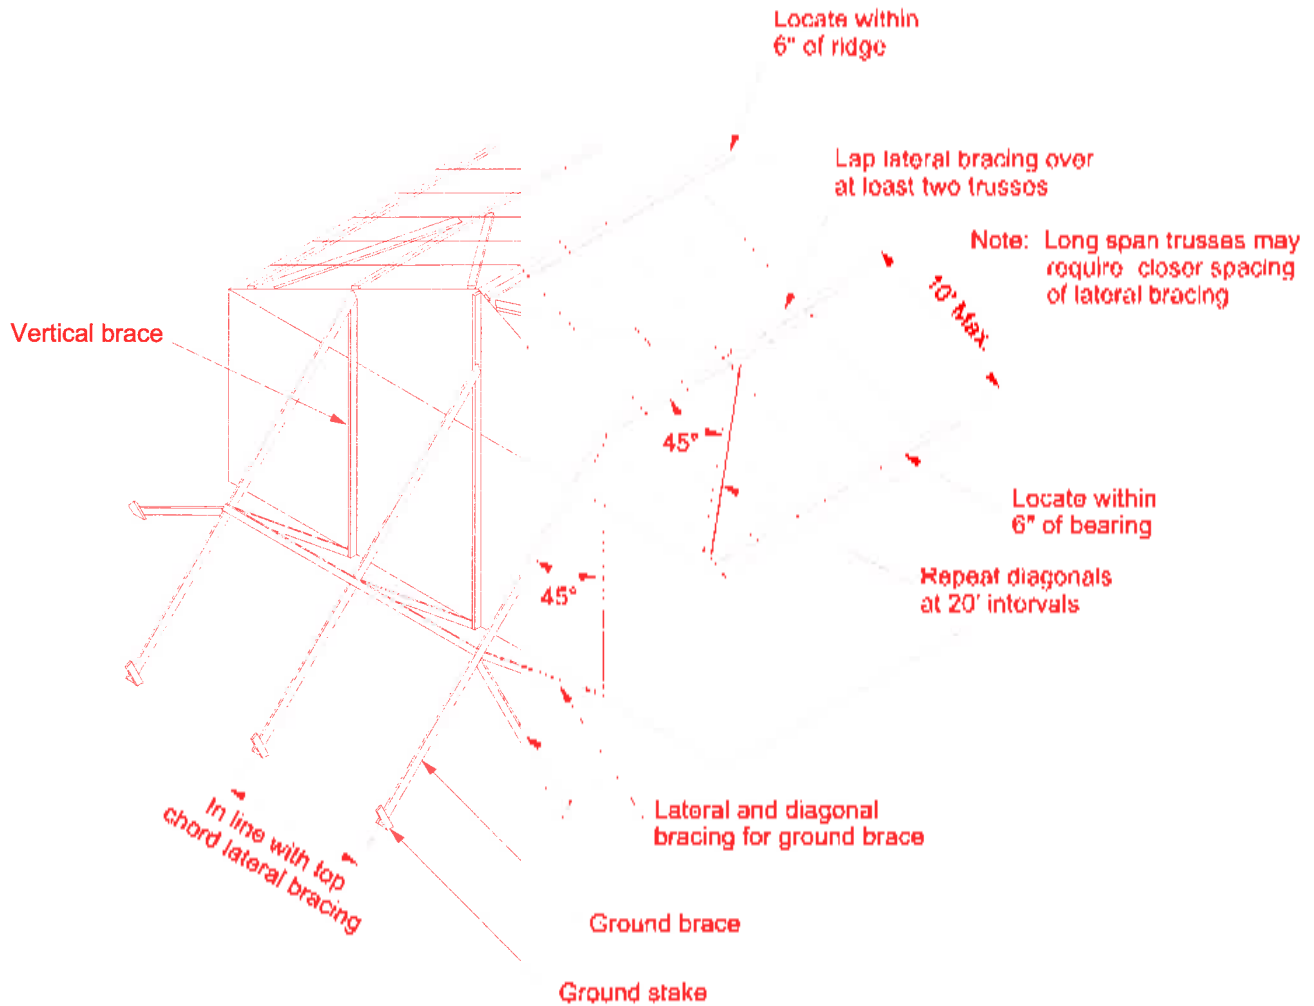 Locate within
6" of ridge
Lap lateral bracing over
at least two trusses
Note: Long span trusses may
require closer spacing
of lateral bracing
10' Max.
Vertical brace
45°
Locate within
6" of bearing
45°
Repeat diagonals
at 20' intervals
In line with top
chord lateral bracing
Lateral and diagonal
bracing for ground brace
Ground brace
Ground stake